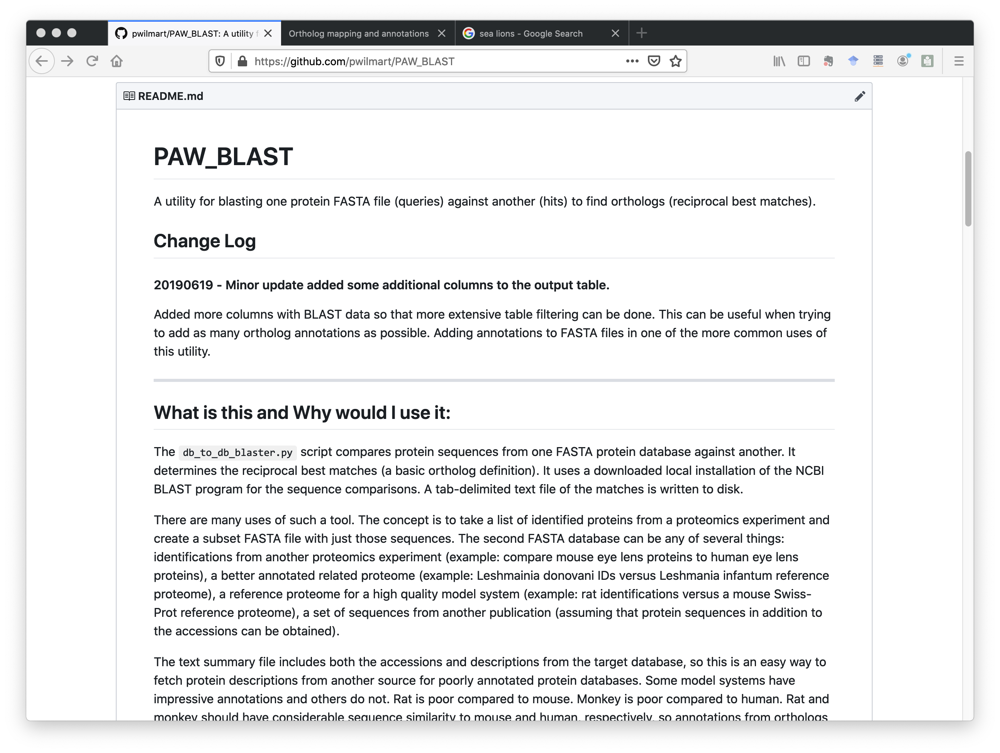 pwilmart/PAW_BLAST: A utility f
Ortholog mapping and annotations
sea lions - Google Search
https://github.com/pwilmart/PAW_BLAST
README.md
PAW_BLAST
A utility for blasting one protein FASTA file (queries) against another (hits) to find orthologs (reciprocal best matches).
Change Log
20190619 - Minor update added some additional columns to the output table.
Added more columns with BLAST data so that more extensive table filtering can be done. This can be useful when trying
to add as many ortholog annotations as possible. Adding annotations to FASTA files in one of the more common uses of
this utility.
What is this and Why would I use it:
The db_to_db_blaster.py script compares protein sequences from one FASTA protein database against another. It
determines the reciprocal best matches (a basic ortholog definition). It uses a downloaded local installation of the NCBI
BLAST program for the sequence comparisons. A tab-delimited text file of the matches is written to disk.
There are many uses of such a tool. The concept is to take a list of identified proteins from a proteomics experiment and
create a subset FASTA file with just those sequences. The second FASTA database can be any of several things:
identifications from another proteomics experiment (example: compare mouse eye lens proteins to human eye lens
proteins), a better annotated related proteome (example: Leshmainia donovani IDs versus Leshmania infantum reference
proteome), a reference proteome for a high quality model system (example: rat identifications versus a mouse Swiss-
Prot reference proteome), a set of sequences from another publication (assuming that protein sequences in addition to
the accessions can be obtained).
The text summary file includes both the accessions and descriptions from the target database, so this is an easy way to
fetch protein descriptions from another source for poorly annotated protein databases. Some model systems have
impressive annotations and others do not. Rat is poor compared to mouse. Monkey is poor compared to human. Rat and
monkey should have considerable sequence similarity to mouse and human, respectively, so annotations from orthologs